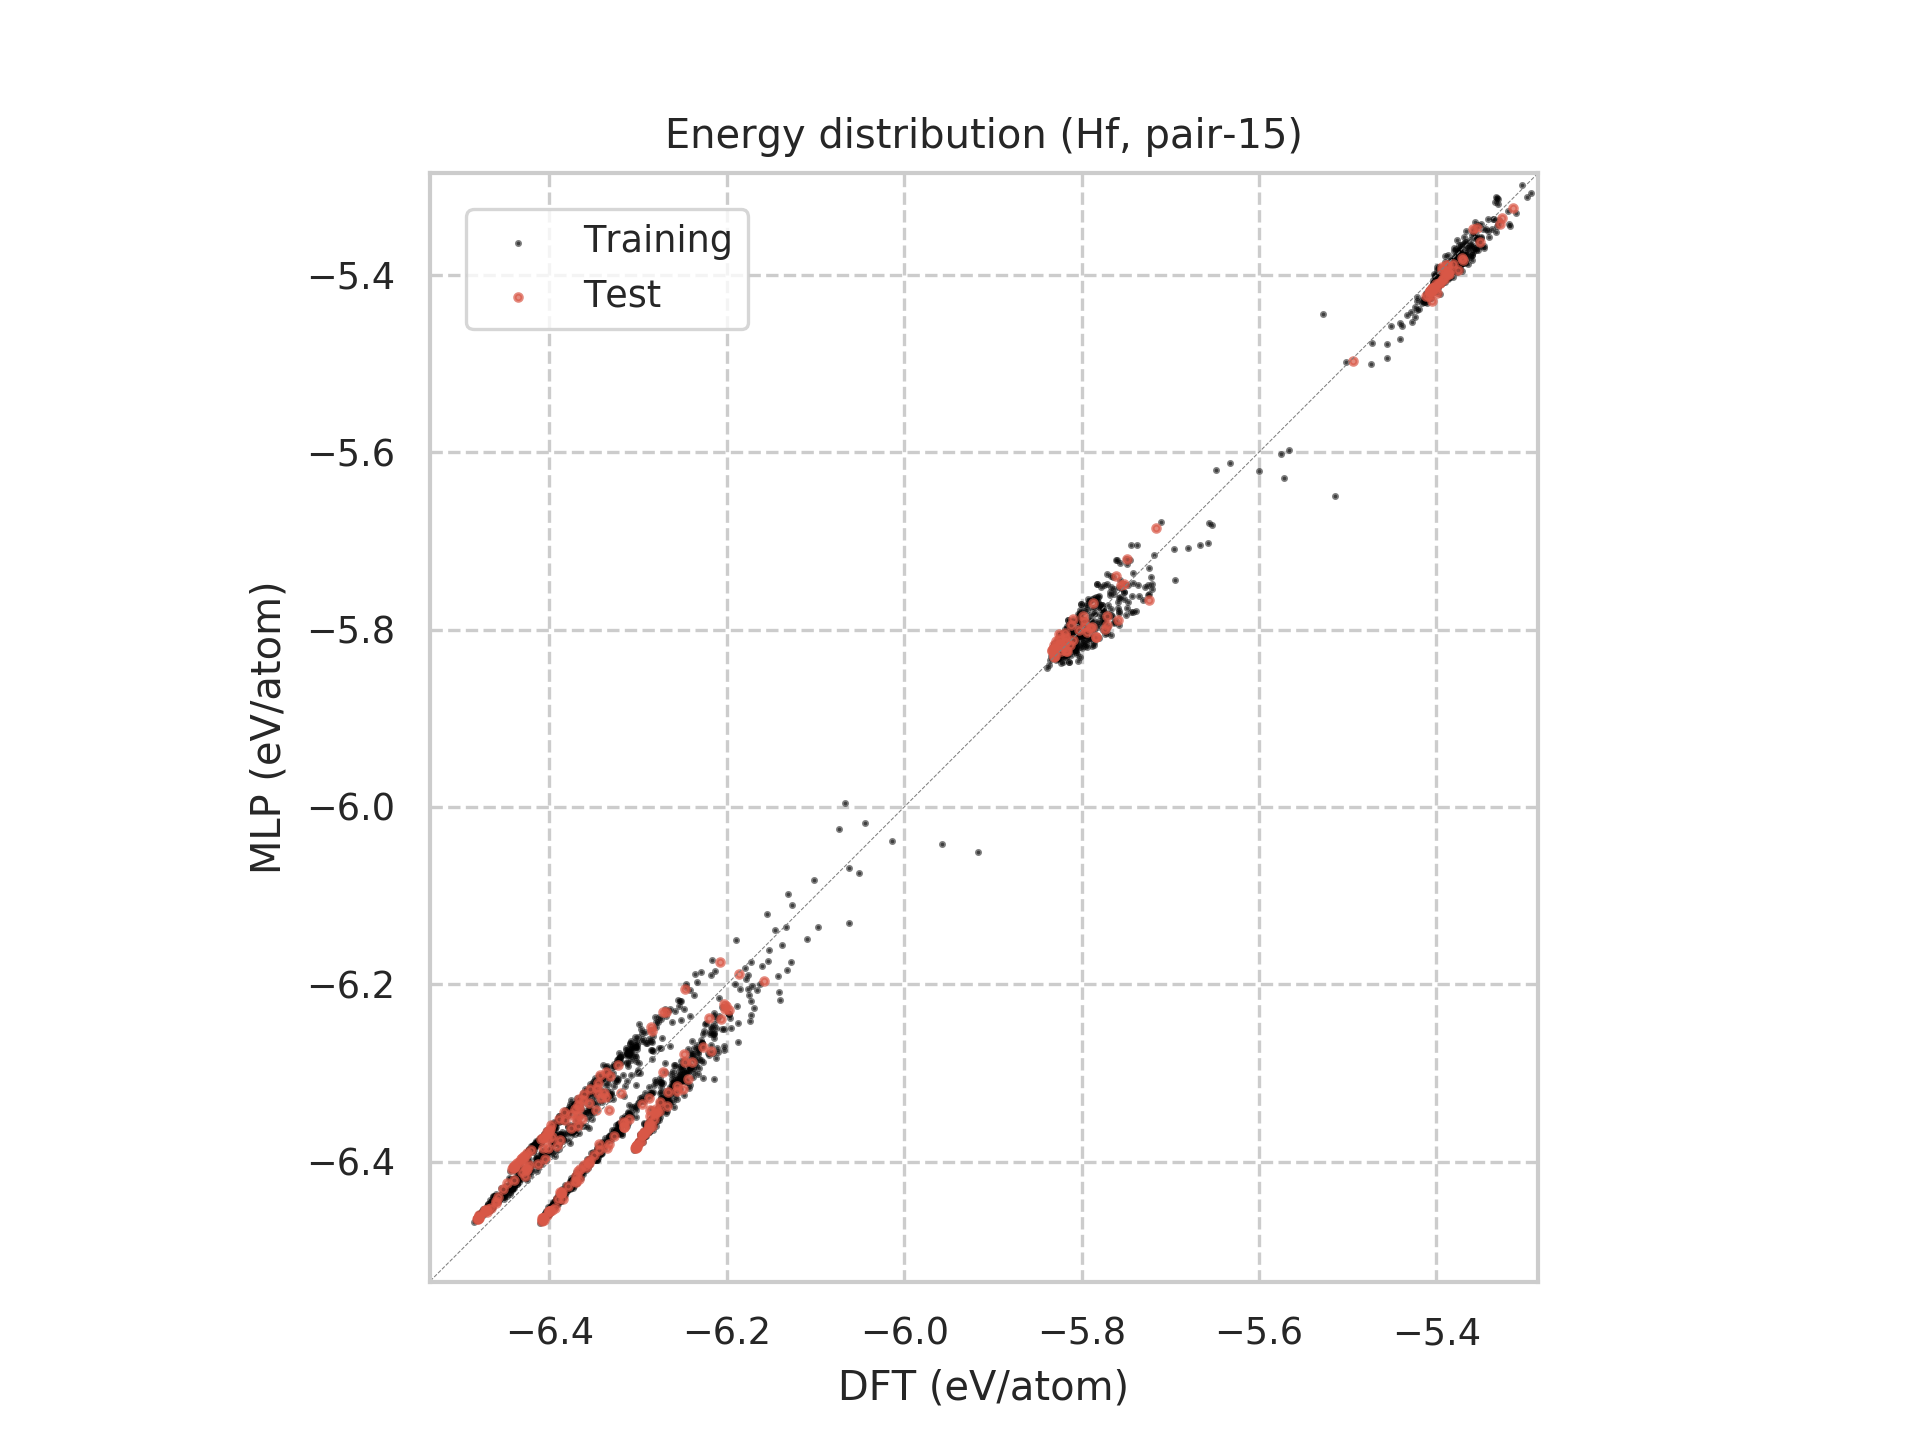 Energy distribution (Hf, pair-15)
Training
Test
−5.4
−5.6
−5.8
−6.0
−6.2
−6.4
MLP (eV/atom)
−6.4 −6.2 −6.0 −5.8 −5.6 −5.4
DFT (eV/atom)